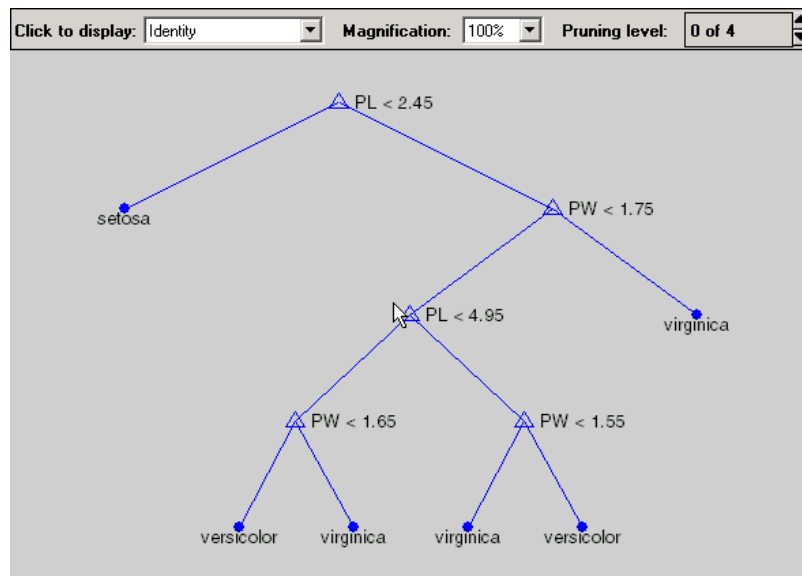 Click to display: Identity Magnification: 100% Pruning level: 0 of 4
PL < 2.45
setosa
PW < 1.75
PL < 4.95
virginica
PW < 1.65
PW < 1.55
versicolor
virginica
virginica
versicolor